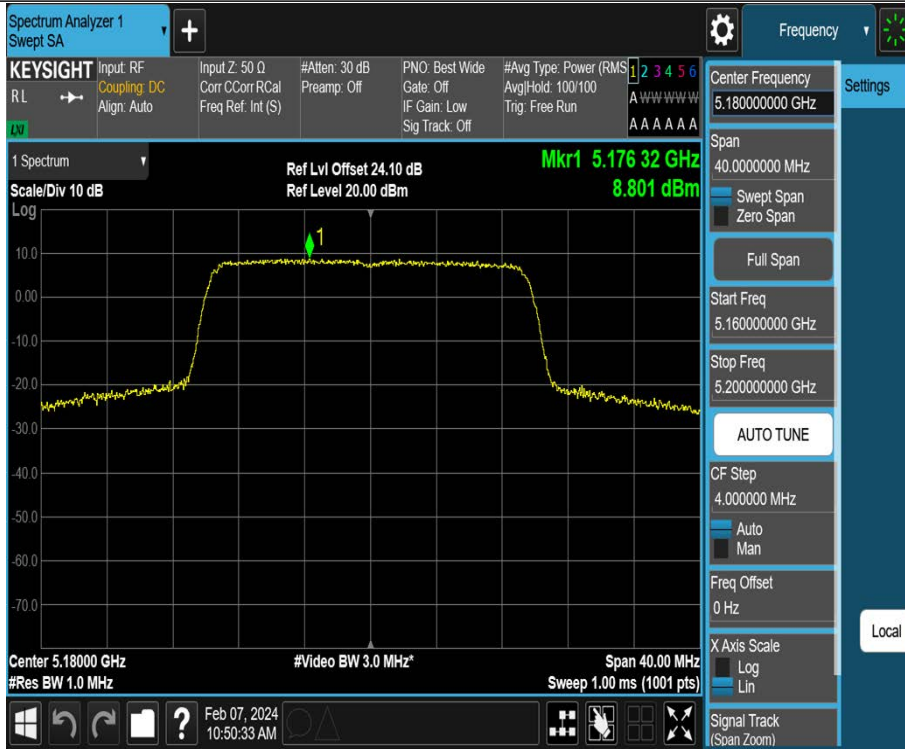 Spectrum Analyzer 1
Swept SA
+
Frequency
KEYSIGHT
R L
LXI
Input: RF
Coupling: DC
Align: Auto
Input Z: 50 Ω
Corr CCorr RCal
Freq Ref: Int (S)
#Atten: 30 dB
Preamp: Off
PNO: Best Wide
Gate: Off
IF Gain: Low
Sig Track: Off
#Avg Type: Power (RMS
Avg|Hold: 100/100
Trig: Free Run
1 2 3 4 5 6
A W W W W W
A A A A A A
1 Spectrum
Scale/Div 10 dB
Log
Ref Lvl Offset 24.10 dB
Ref Level 20.00 dBm
Mkr1 5.176 32 GHz
8.801 dBm
1
10.0
0.00
-10.0
-20.0
-30.0
-40.0
-50.0
-60.0
-70.0
Center 5.18000 GHz
#Video BW 3.0 MHz*
Span 40.00 MHz
#Res BW 1.0 MHz
Sweep 1.00 ms (1001 pts)
?
Feb 07, 2024
10:50:33 AM
Center Frequency
5.180000000 GHz
Settings
Span
40.0000000 MHz
Swept Span
Zero Span
Full Span
Start Freq
5.160000000 GHz
Stop Freq
5.200000000 GHz
AUTO TUNE
CF Step
4.000000 MHz
Auto
Man
Freq Offset
0 Hz
Local
X Axis Scale
Log
Lin
Signal Track
(Span Zoom)